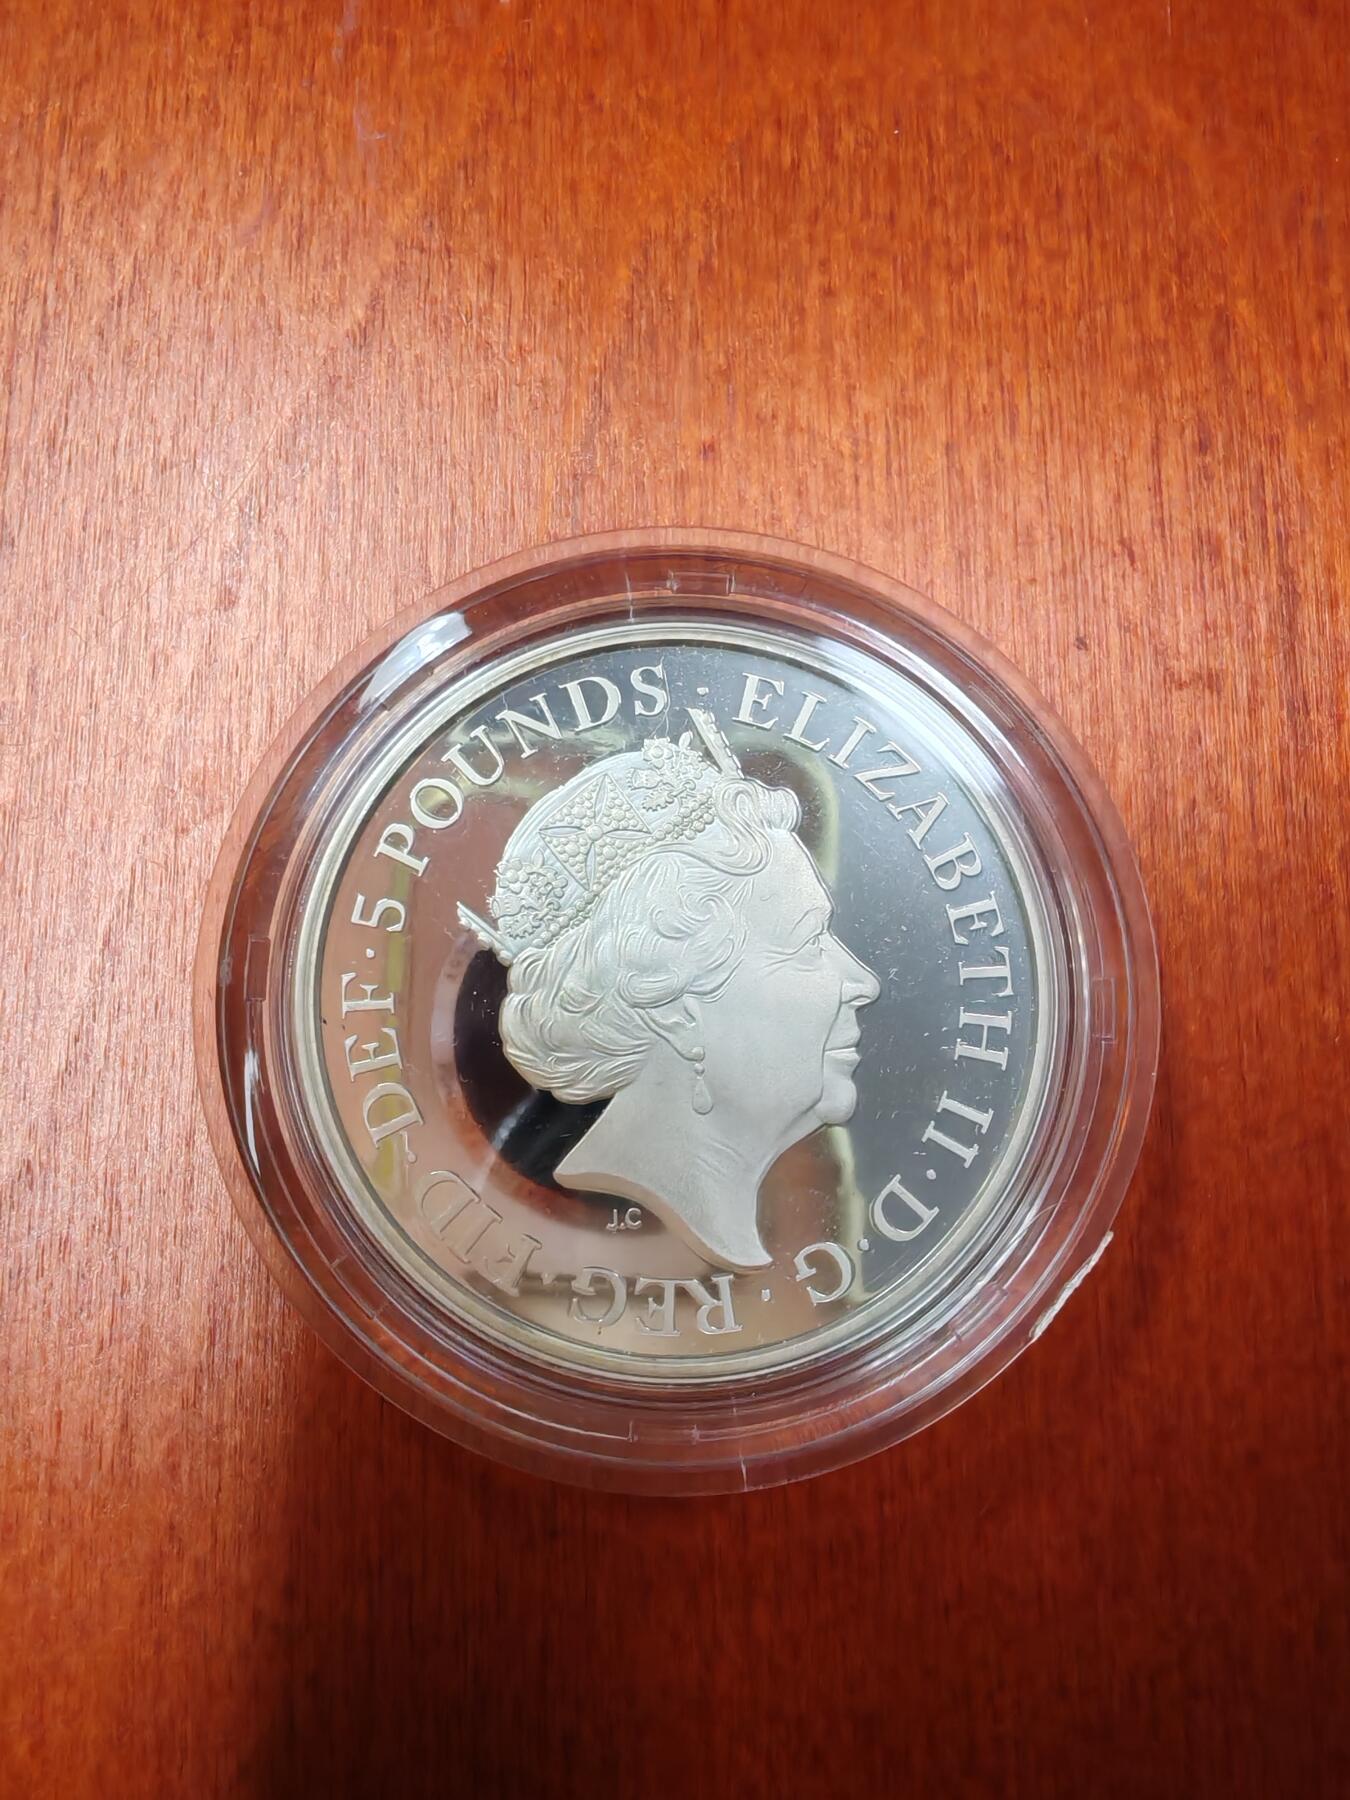 · ELIZABETH II · D · G · REG · FID · DEF · 5 POUNDS
J.C